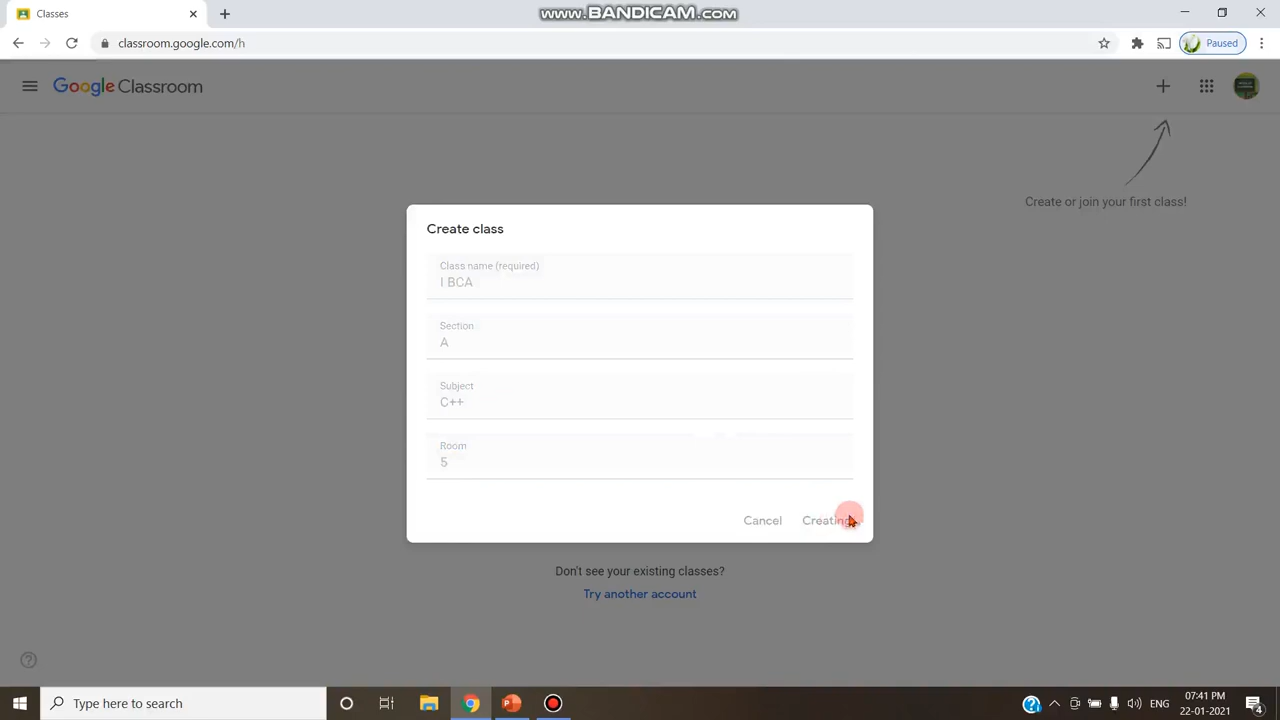 Classes
www.BANDICAM.com
classroom.google.com/h
Paused
Google Classroom
Create or join your first class!
Create class
Class name (required)
I BCA
Section
A
Subject
C++
Room
5
Cancel
Creating
Don't see your existing classes?
Try another account
Type here to search
ENG
07:41 PM
22-01-2021
4